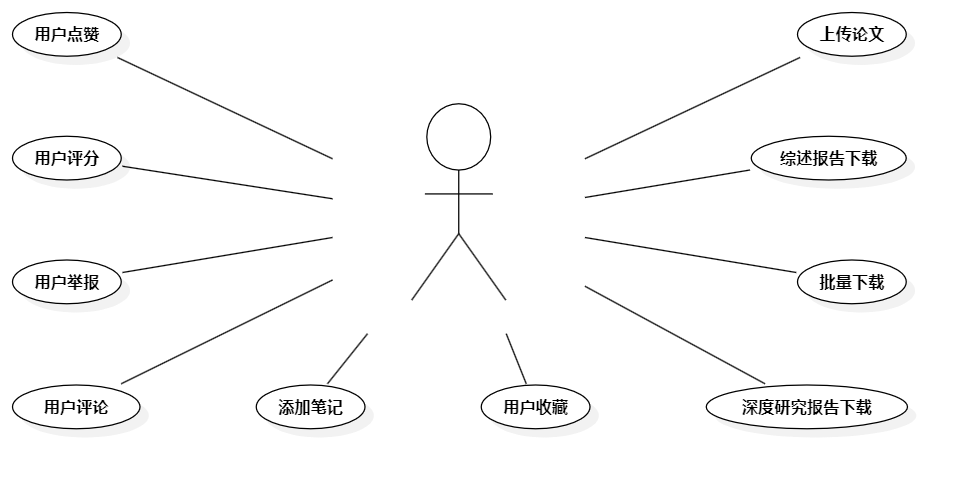 用户点赞
上传论文
用户评分
综述报告下载
用户举报
批量下载
用户评论
添加笔记
用户收藏
深度研究报告下载